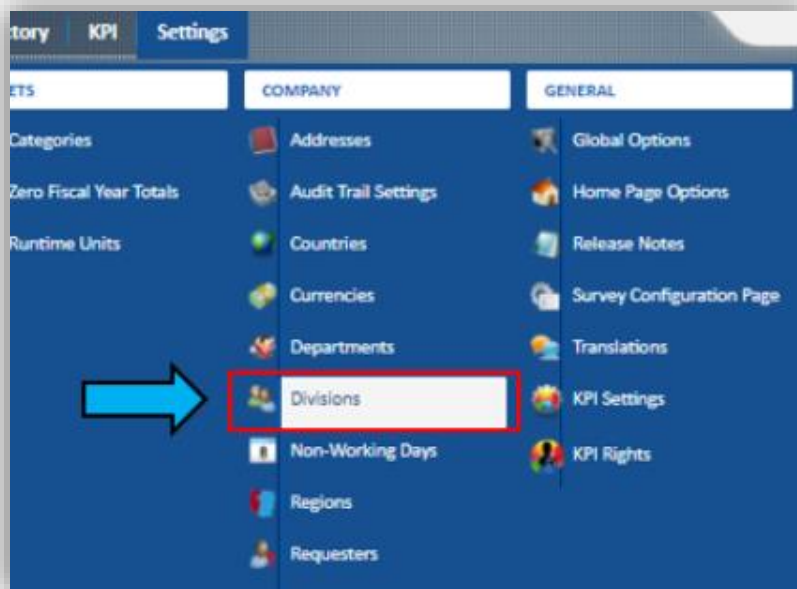 tory KPI Settings
ETS
Categories
Zero Fiscal Year Totals
Runtime Units
COMPANY
Addresses
Audit Trail Settings
Countries
Currencies
Departments
Divisions
Non-Working Days
Regions
Requesters
GENERAL
Global Options
Home Page Options
Release Notes
Survey Configuration Page
Translations
KPI Settings
KPI Rights